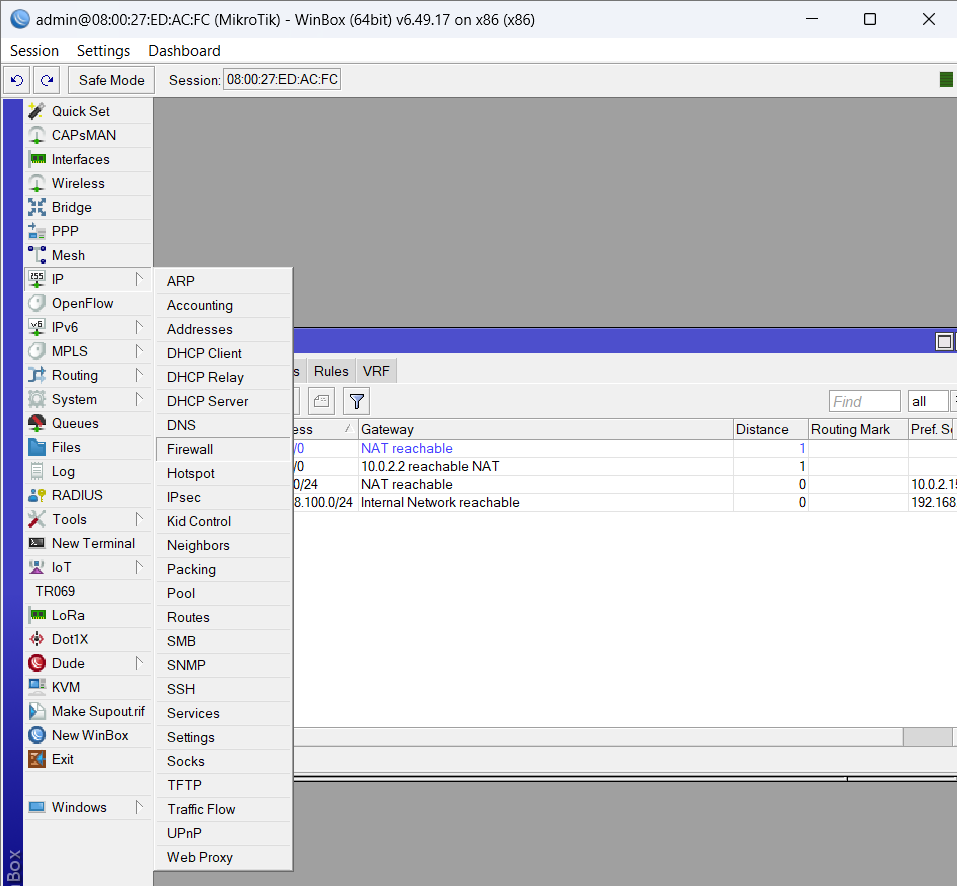 admin@08:00:27:ED:AC:FC (MikroTik) - WinBox (64bit) v6.49.17 on x86 (x86)
Session Settings Dashboard
Safe Mode Session: 08:00:27:ED:AC:FC
Quick Set
CAPsMAN
Interfaces
Wireless
Bridge
PPP
Mesh
255 IP
OpenFlow
v6 IPv6
MPLS
Routing
System
Queues
Files
Log
RADIUS
Tools
New Terminal
IoT
TR069
LoRa
Dot1X
Dude
KVM
Make Supout.rif
New WinBox
Exit
Windows
Box
ARP
Accounting
Addresses
DHCP Client
DHCP Relay
DHCP Server
DNS
Firewall
Hotspot
IPsec
Kid Control
Neighbors
Packing
Pool
Routes
SMB
SNMP
SSH
Services
Settings
Socks
TFTP
Traffic Flow
UPnP
Web Proxy
s Rules VRF
Find all
ess Gateway Distance Routing Mark Pref. S
/0 NAT reachable 1
/0 10.0.2.2 reachable NAT 1
0/24 NAT reachable 0 10.0.2.15
8.100.0/24 Internal Network reachable 0 192.168